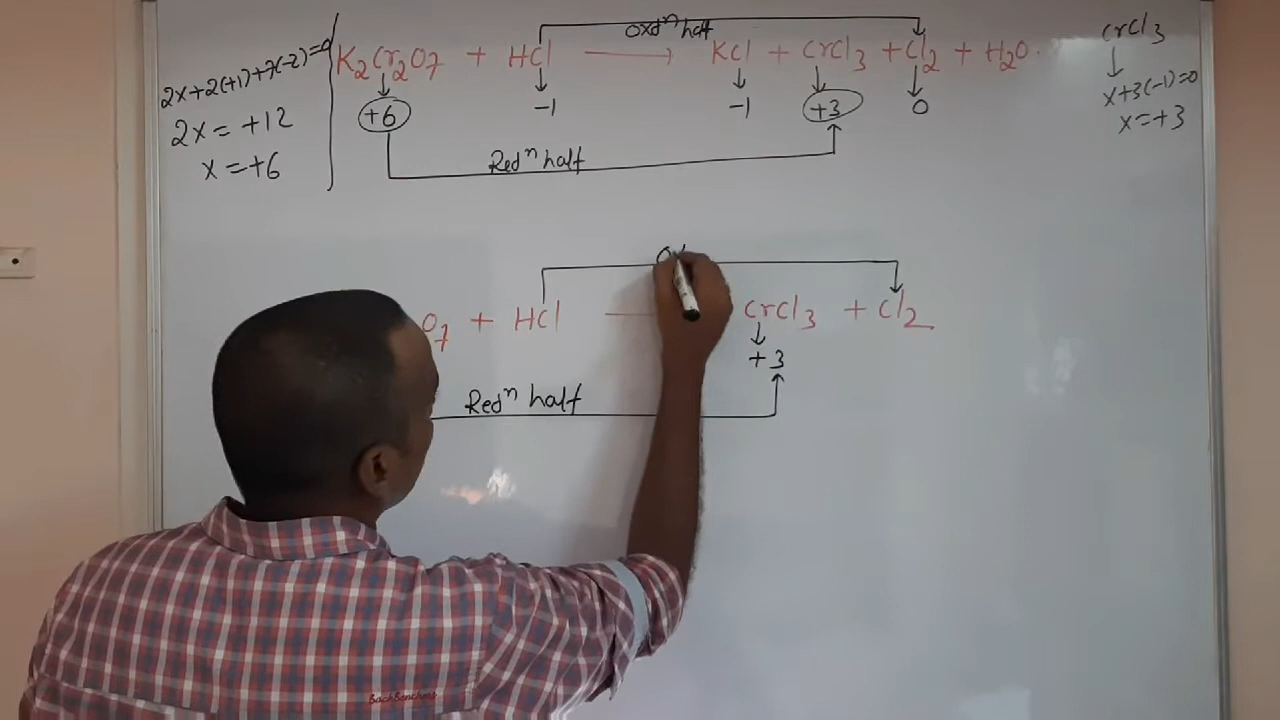 2x+2(+1)+7(-2)=0
2x = +12
x = +6
Oxdⁿ half
K₂Cr₂O₇ + HCl → KCl + CrCl₃ + Cl₂ + H₂O.
+6 -1 -1 +3 0
Redⁿ half
CrCl₃
x+3(-1)=0
x=+3
O₇ + HCl CrCl₃ + Cl₂
+3
Redⁿ half
BackBenchers